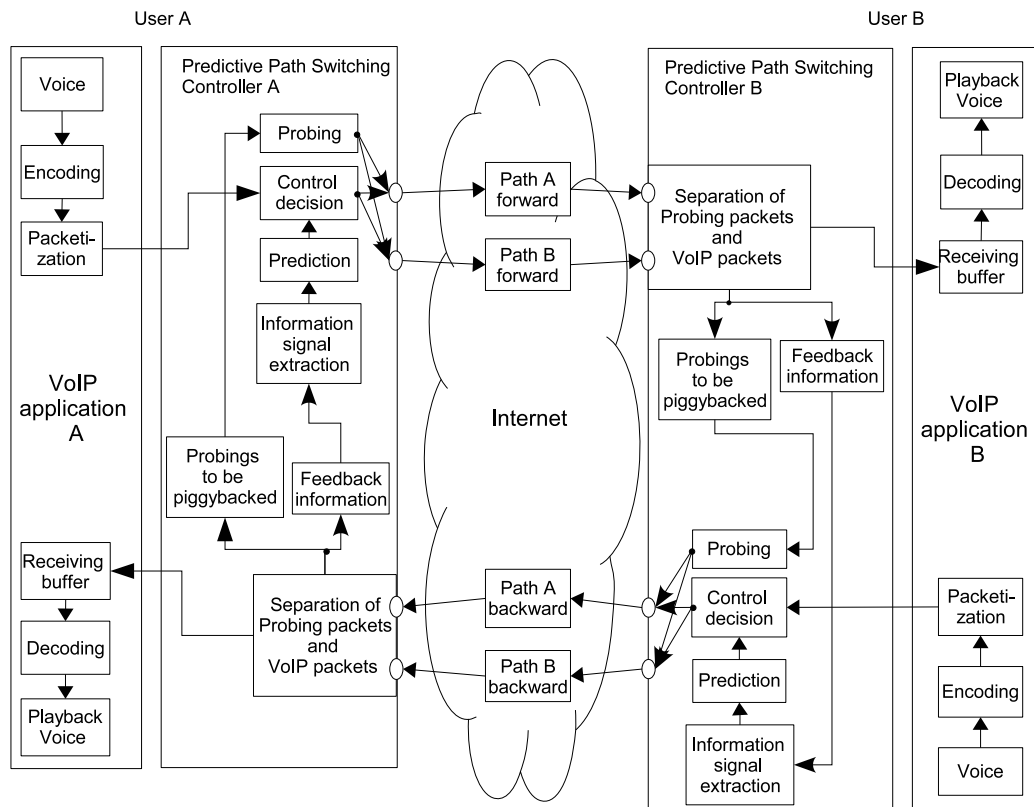 User A
User B
Voice
Encoding
Packeti-
zation
VoIP
application
A
Receiving
buffer
Decoding
Playback
Voice
Predictive Path Switching
Controller A
Probing
Control
decision
Prediction
Information
signal
extraction
Probings
to be
piggybacked
Feedback
information
Separation of
Probing packets
and
VoIP packets
Path A
forward
Path B
forward
Internet
Path A
backward
Path B
backward
Predictive Path Switching
Controller B
Separation of
Probing packets
and
VoIP packets
Probings
to be
piggybacked
Feedback
information
Probing
Control
decision
Prediction
Information
signal
extraction
Playback
Voice
Decoding
Receiving
buffer
VoIP
application
B
Packeti-
zation
Encoding
Voice